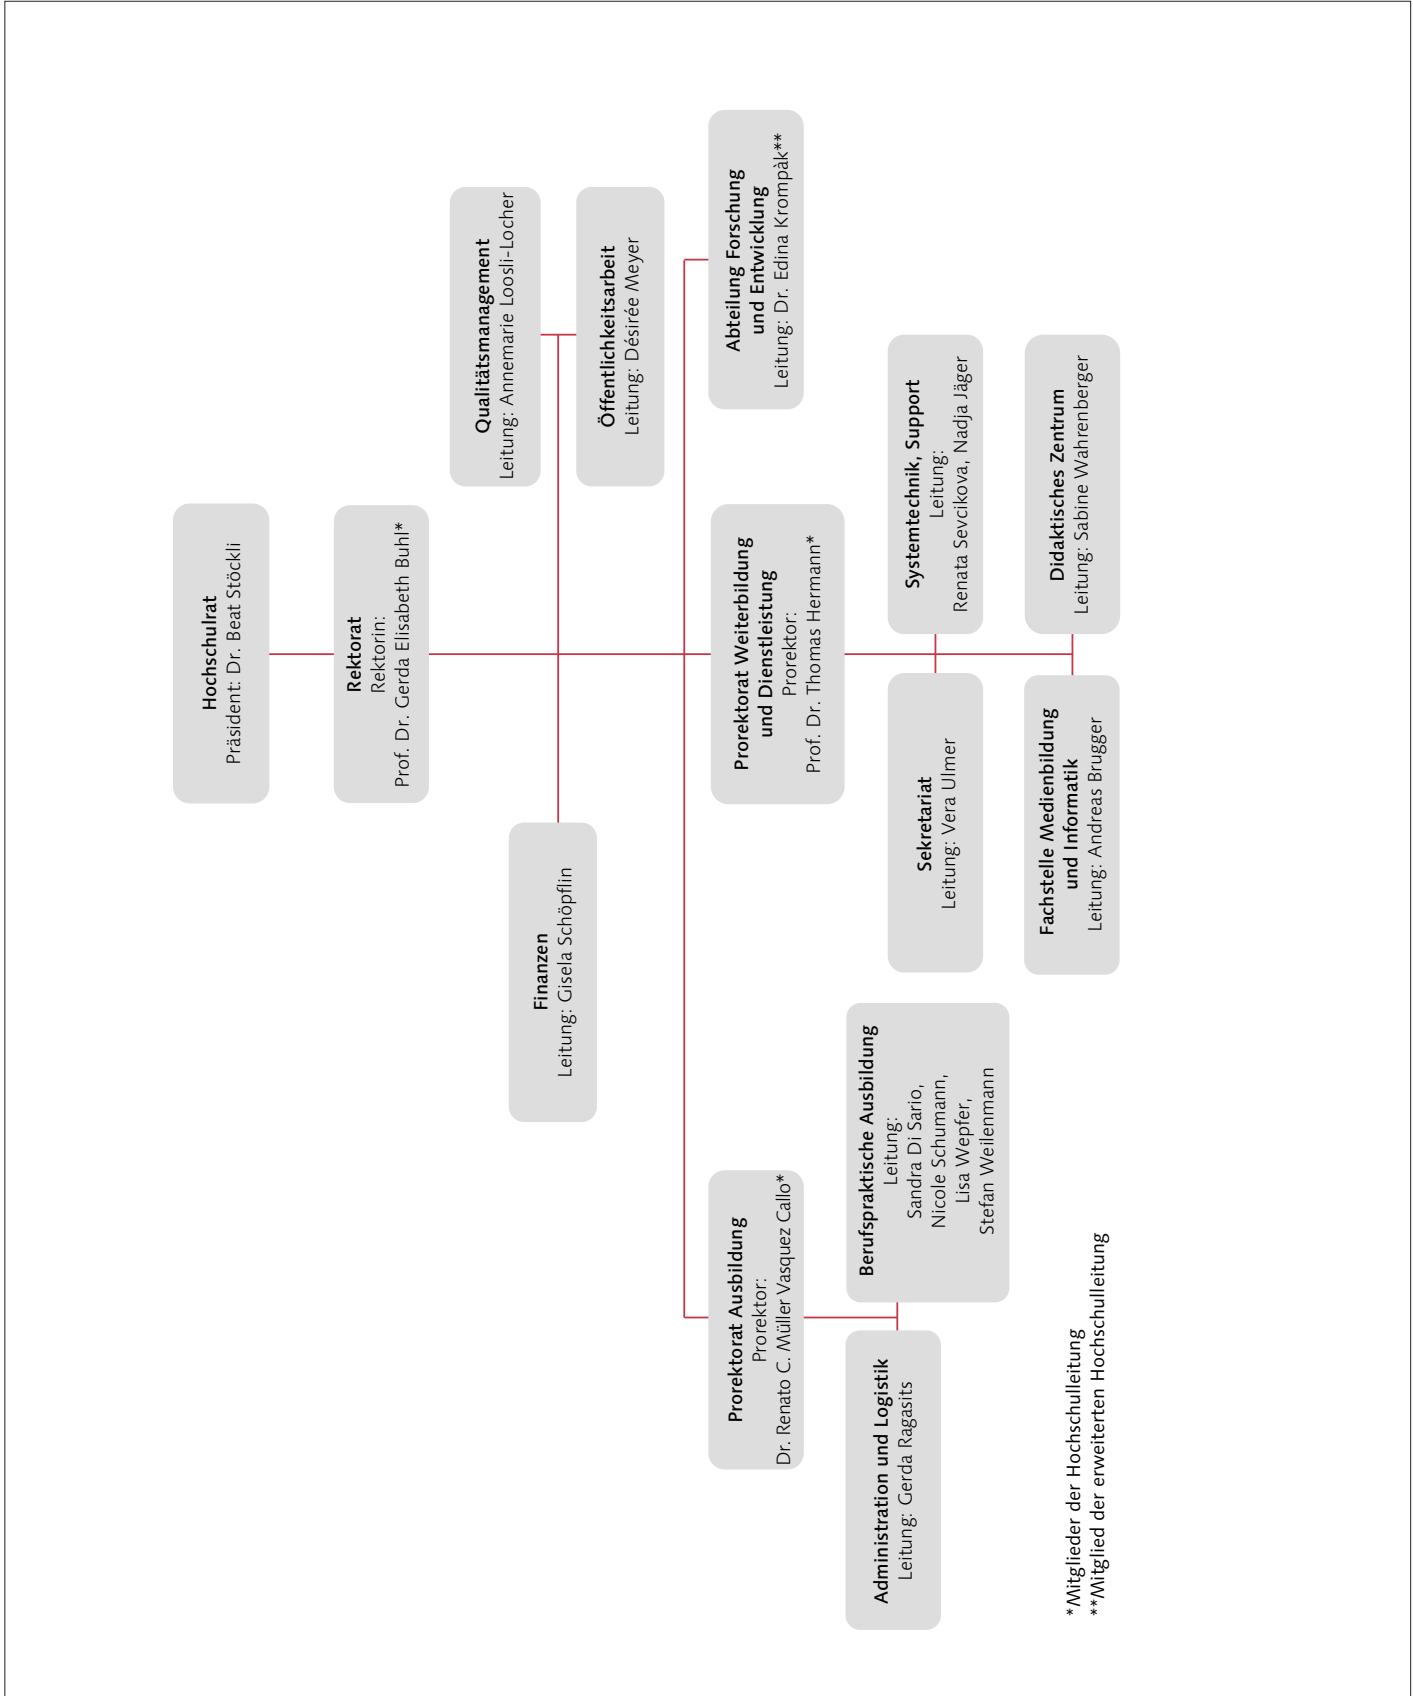 Hochschulrat
Präsident: Dr. Beat Stöckli
Rektorat
Rektorin:
Prof. Dr. Gerda Elisabeth Buhl*
Finanzen
Leitung: Gisela Schöpflin
Qualitätsmanagement
Leitung: Annemarie Loosli-Locher
Öffentlichkeitsarbeit
Leitung: Désirée Meyer
Prorektorat Ausbildung
Prorektor:
Dr. Renato C. Müller Vasquez Callo*
Prorektorat Weiterbildung
und Dienstleistung
Prorektor:
Prof. Dr. Thomas Hermann*
Abteilung Forschung
und Entwicklung
Leitung: Dr. Edina Krompàk**
Administration und Logistik
Leitung: Gerda Ragasits
Berufspraktische Ausbildung
Leitung:
Sandra Di Sario,
Nicole Schumann,
Lisa Wepfer,
Stefan Weilenmann
Sekretariat
Leitung: Vera Ulmer
Systemtechnik, Support
Leitung:
Renata Sevcikova, Nadja Jäger
Fachstelle Medienbildung
und Informatik
Leitung: Andreas Brugger
Didaktisches Zentrum
Leitung: Sabine Wahrenberger
*Mitglieder der Hochschulleitung
**Mitglied der erweiterten Hochschulleitung